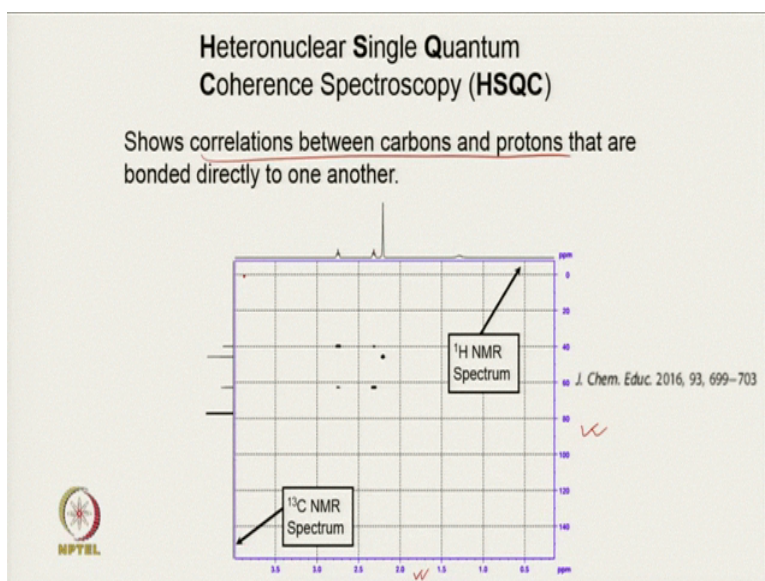 Heteronuclear Single Quantum
Coherence Spectroscopy (HSQC)
Shows correlations between carbons and protons that are
bonded directly to one another.
ppm
0
20
40
¹H NMR
Spectrum
60
J. Chem. Educ. 2016, 93, 699–703
80
100
120
¹³C NMR
Spectrum
140
3.5 3.0 2.5 2.0 1.5 1.0 0.5 ppm
NPTEL